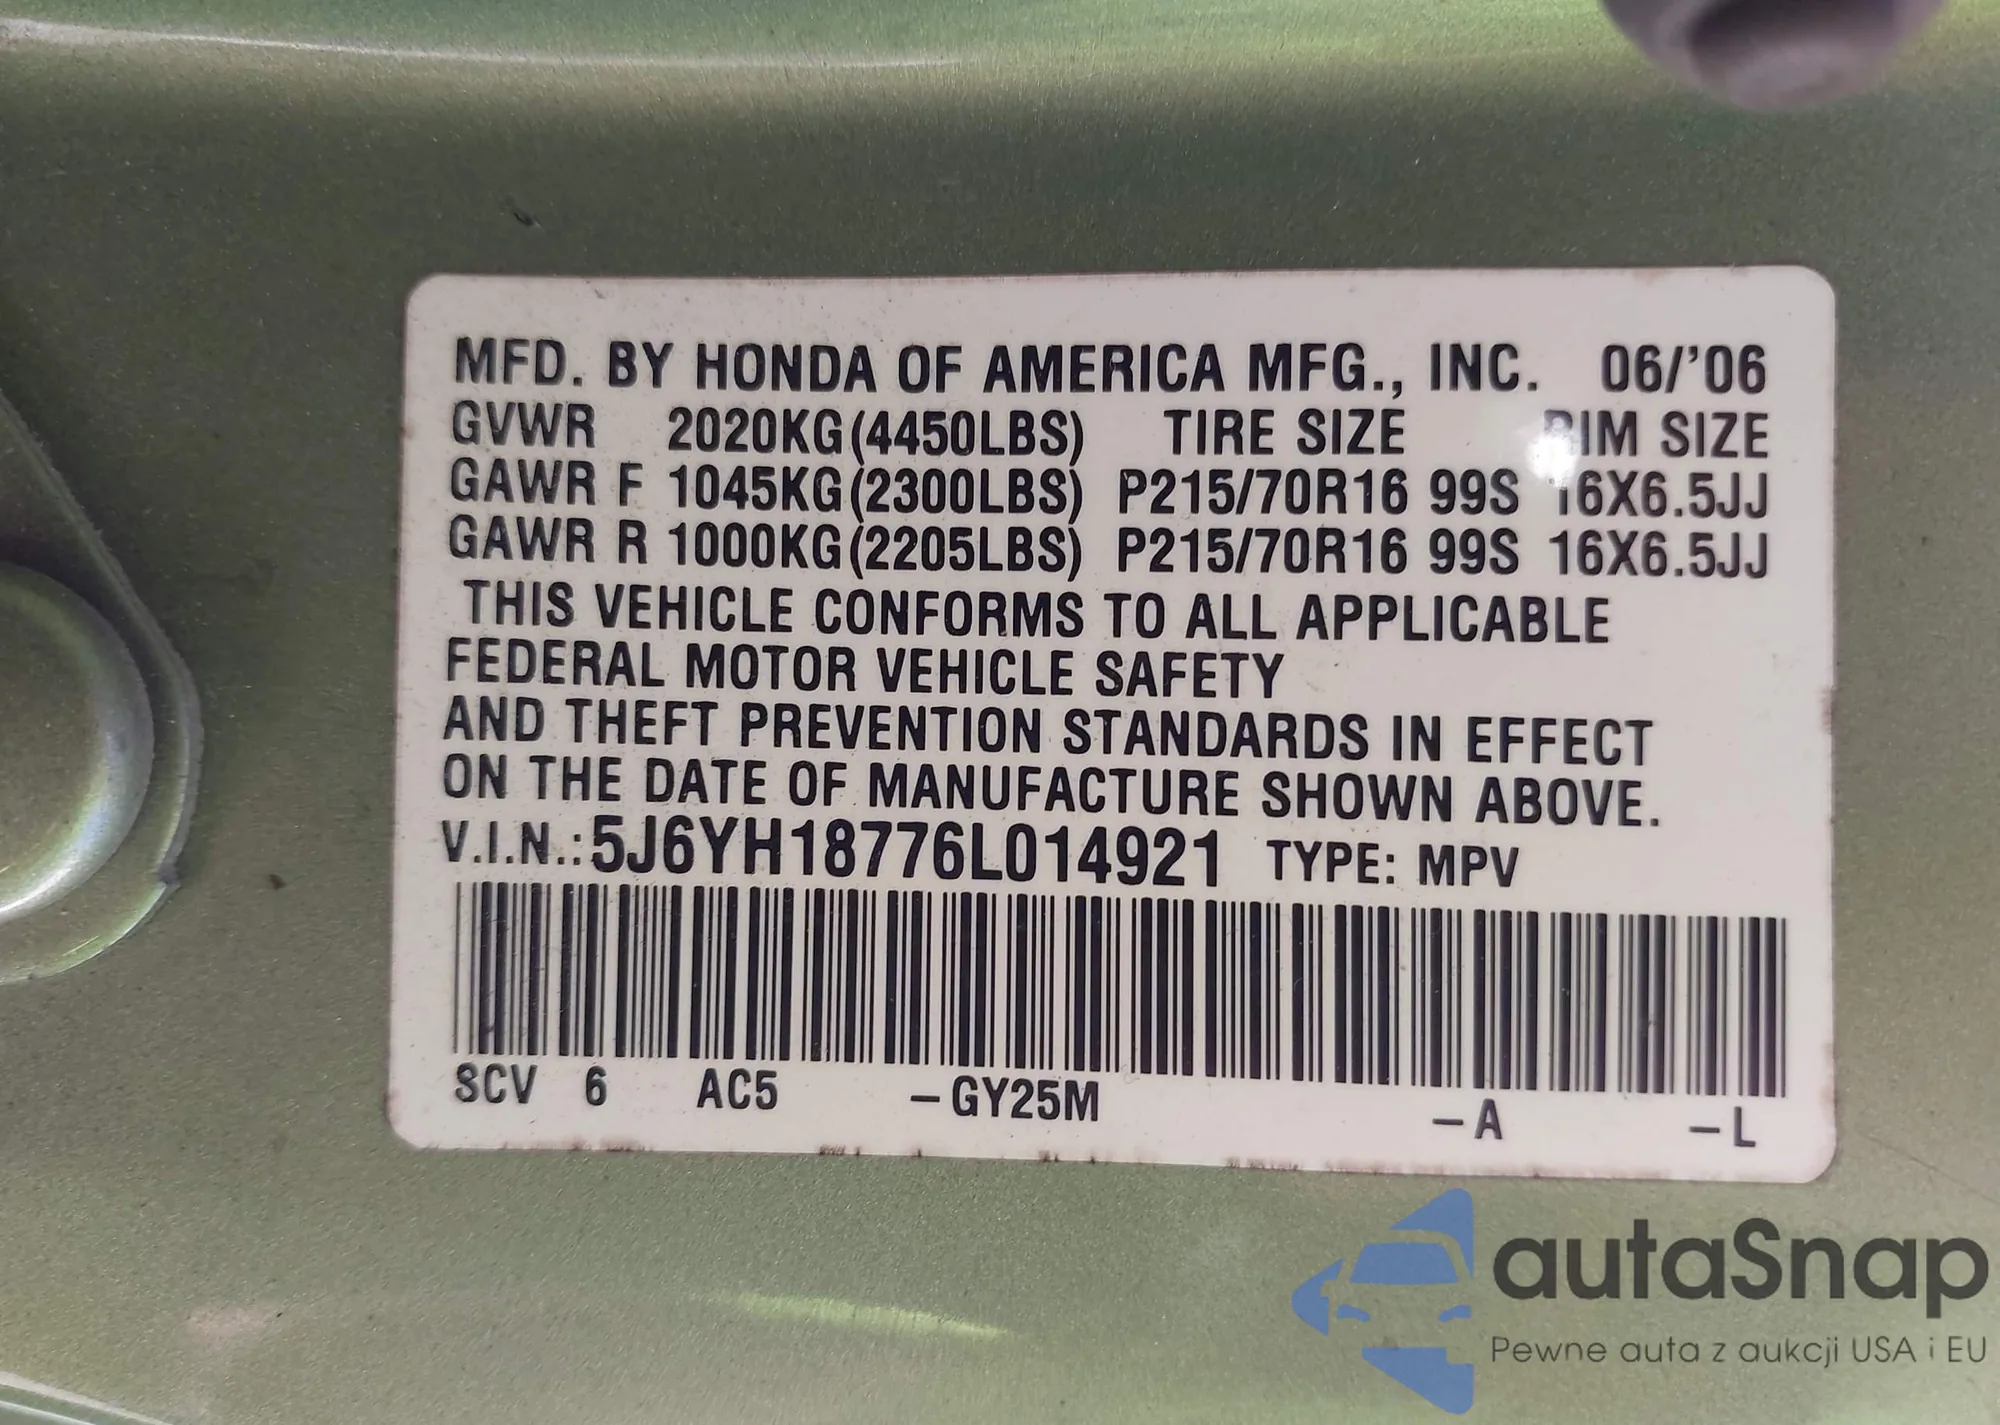 MFD. BY HONDA OF AMERICA MFG., INC. 06/'06
GVWR 2020KG(4450LBS) TIRE SIZE RIM SIZE
GAWR F 1045KG(2300LBS) P215/70R16 99S 16X6.5JJ
GAWR R 1000KG(2205LBS) P215/70R16 99S 16X6.5JJ
THIS VEHICLE CONFORMS TO ALL APPLICABLE
FEDERAL MOTOR VEHICLE SAFETY
AND THEFT PREVENTION STANDARDS IN EFFECT
ON THE DATE OF MANUFACTURE SHOWN ABOVE.
V.I.N.:5J6YH18776L014921 TYPE: MPV
SCV 6 AC5 -GY25M -A -L
autaSnap
Pewne auta z aukcji USA i EU